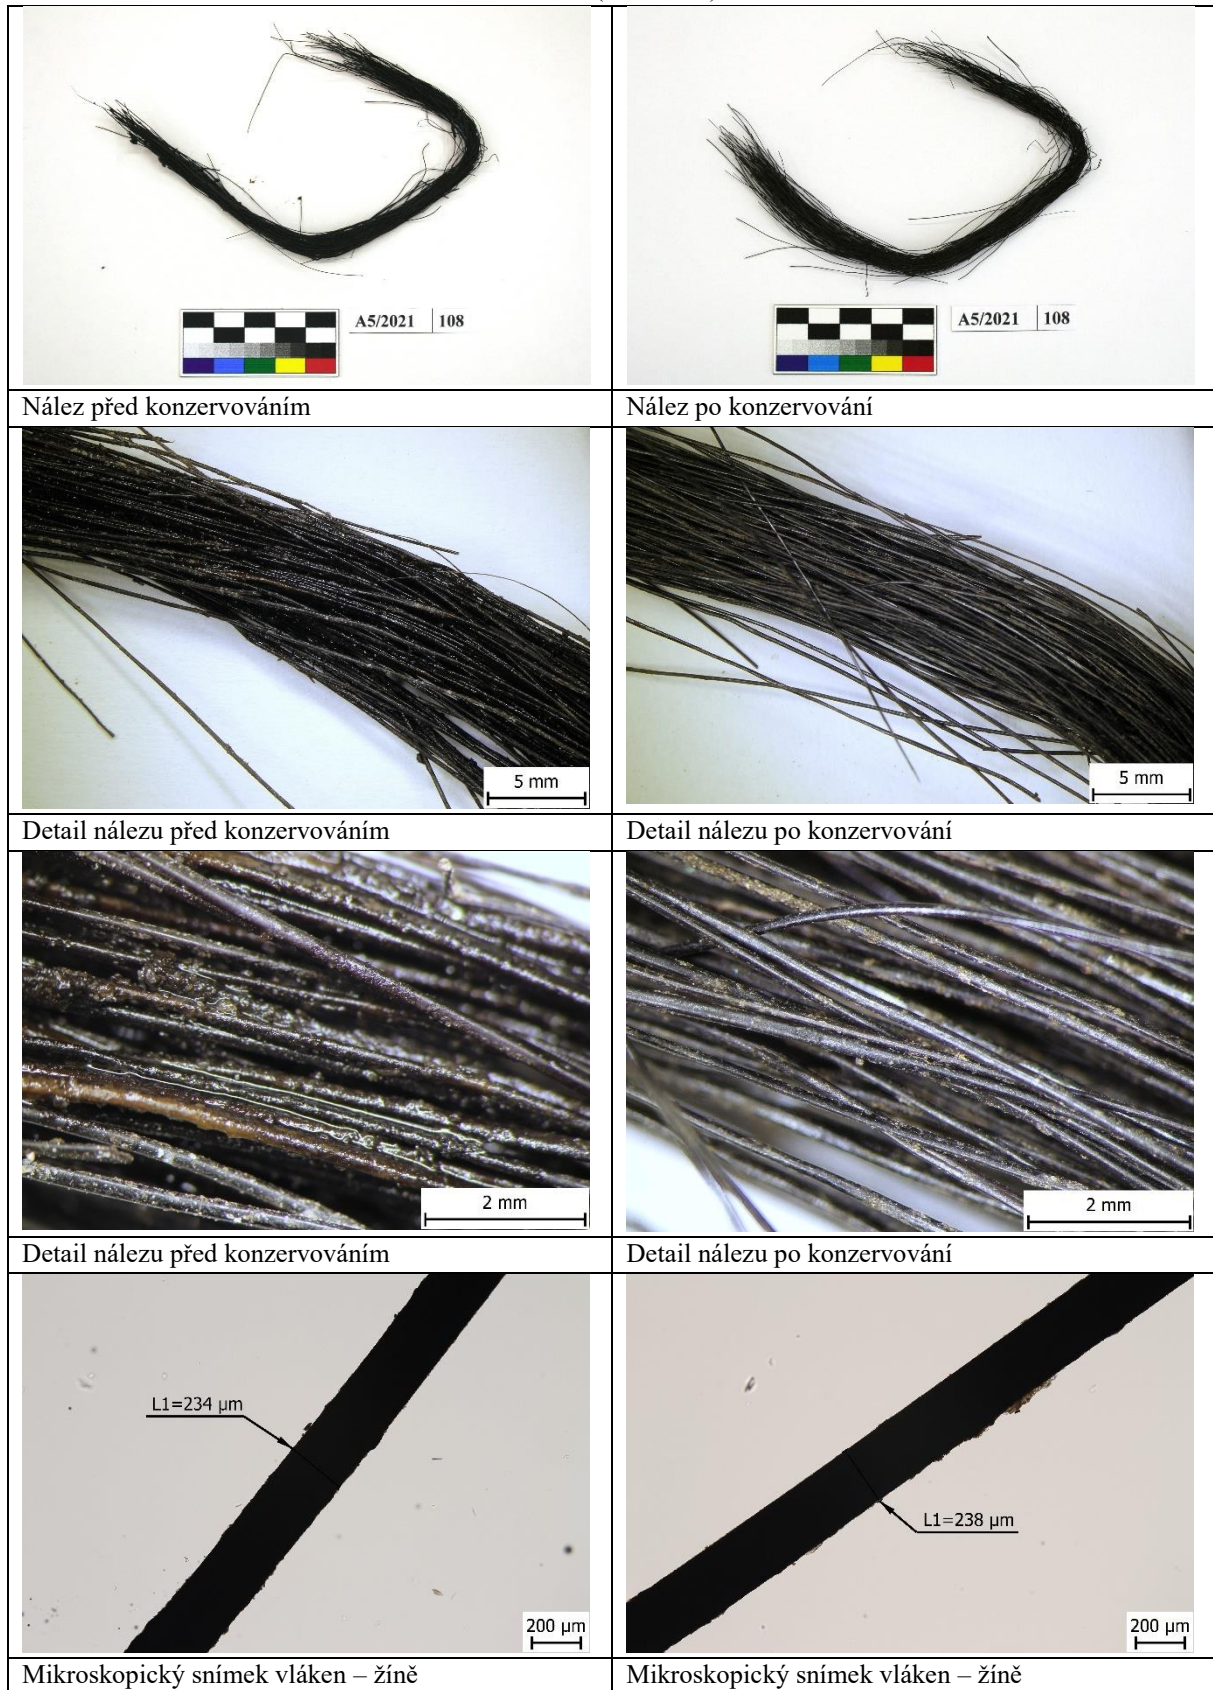 A5/2021 108
A5/2021 108
Nález před konzervováním
Nález po konzervování
5 mm
5 mm
Detail nálezu před konzervováním
Detail nálezu po konzervování
2 mm
2 mm
Detail nálezu před konzervováním
Detail nálezu po konzervování
L1=234 µm
200 µm
L1=238 µm
200 µm
Mikroskopický snímek vláken – žíně
Mikroskopický snímek vláken – žíně